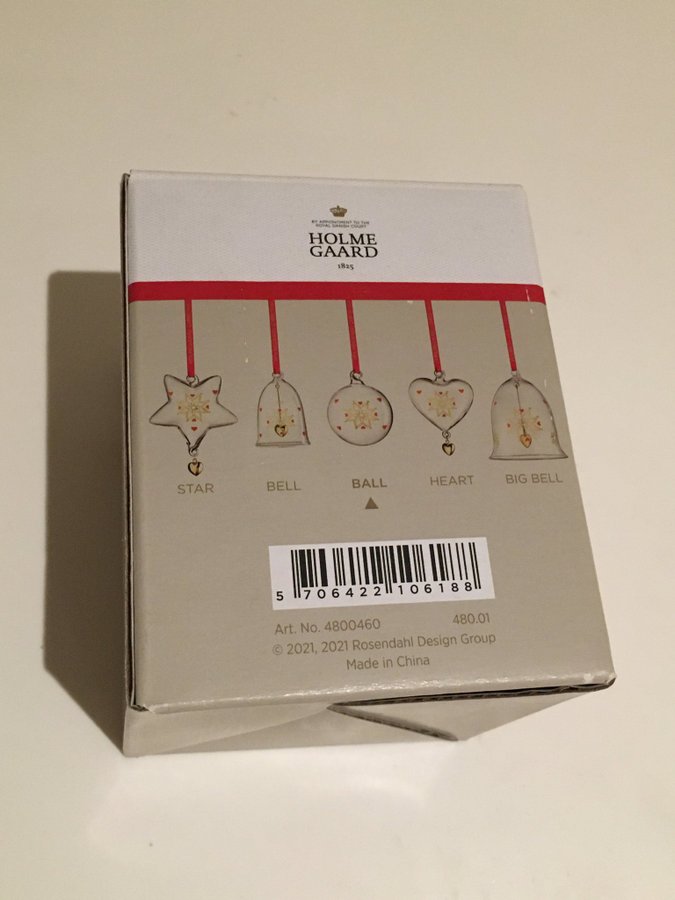 BY APPOINTMENT TO THE
ROYAL DANISH COURT
HOLME
GAARD
1825
STAR BELL BALL HEART BIG BELL
5 706422 106188
Art. No. 4800460 480.01
© 2021, 2021 Rosendahl Design Group
Made in China